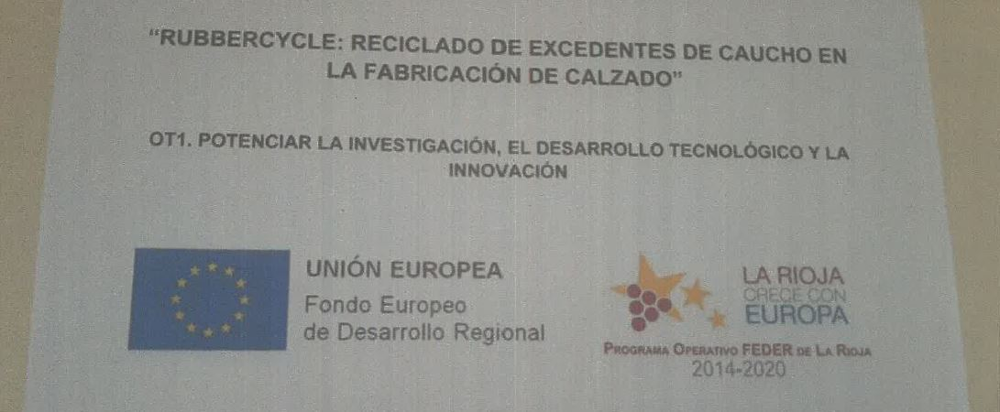 “RUBBERCYCLE: RECICLADO DE EXCEDENTES DE CAUCHO EN
LA FABRICACIÓN DE CALZADO”
OT1. POTENCIAR LA INVESTIGACIÓN, EL DESARROLLO TECNOLÓGICO Y LA
INNOVACIÓN
UNIÓN EUROPEA
Fondo Europeo
de Desarrollo Regional
LA RIOJA
CRECE CON
EUROPA
PROGRAMA OPERATIVO FEDER DE LA RIOJA
2014-2020